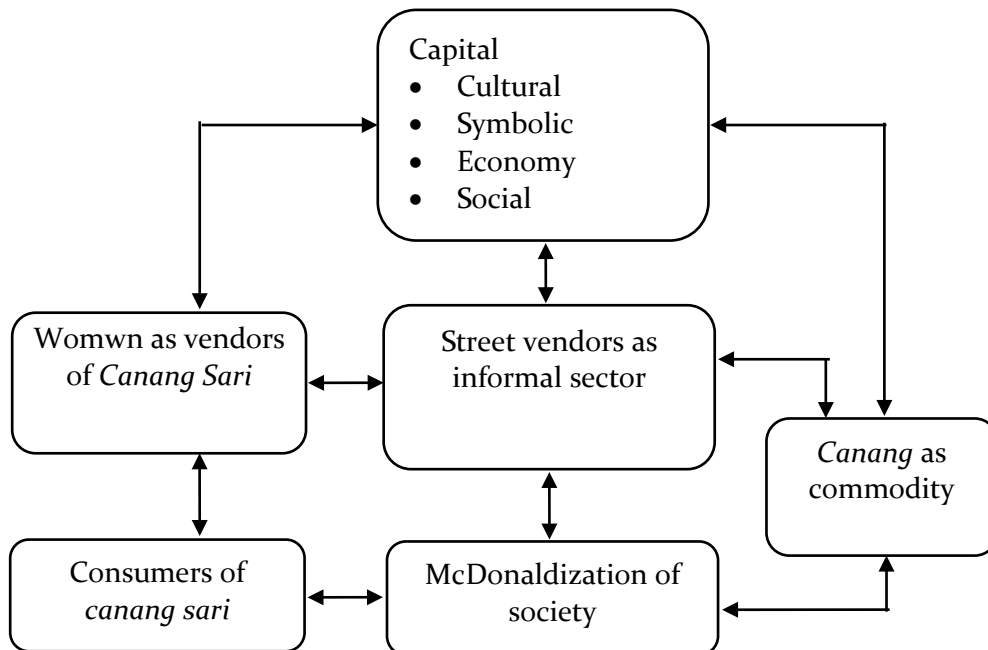 Capital
• Cultural
• Symbolic
• Economy
• Social
Womwn as vendors
of Canang Sari
Street vendors as
informal sector
Canang as
commodity
Consumers of
canang sari
McDonaldization of
society